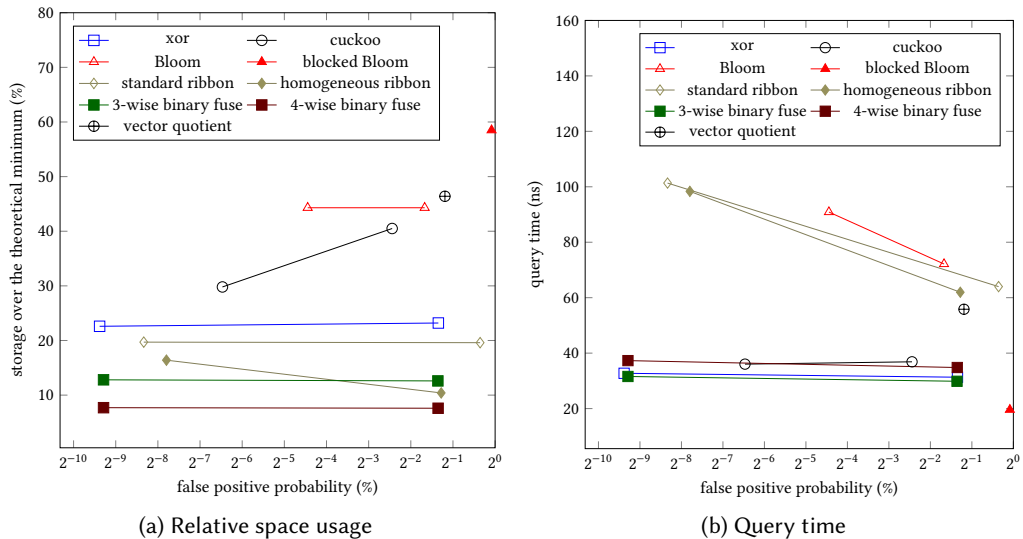 80
70
60
50
40
30
20
10
storage over the theoretical minimum (%)
xor
cuckoo
Bloom
blocked Bloom
standard ribbon
homogeneous ribbon
3-wise binary fuse
4-wise binary fuse
vector quotient
2−10 2−9 2−8 2−7 2−6 2−5 2−4 2−3 2−2 2−1 20
false positive probability (%)
(a) Relative space usage
160
140
120
100
80
60
40
20
query time (ns)
xor
cuckoo
Bloom
blocked Bloom
standard ribbon
homogeneous ribbon
3-wise binary fuse
4-wise binary fuse
vector quotient
2−10 2−9 2−8 2−7 2−6 2−5 2−4 2−3 2−2 2−1 20
false positive probability (%)
(b) Query time